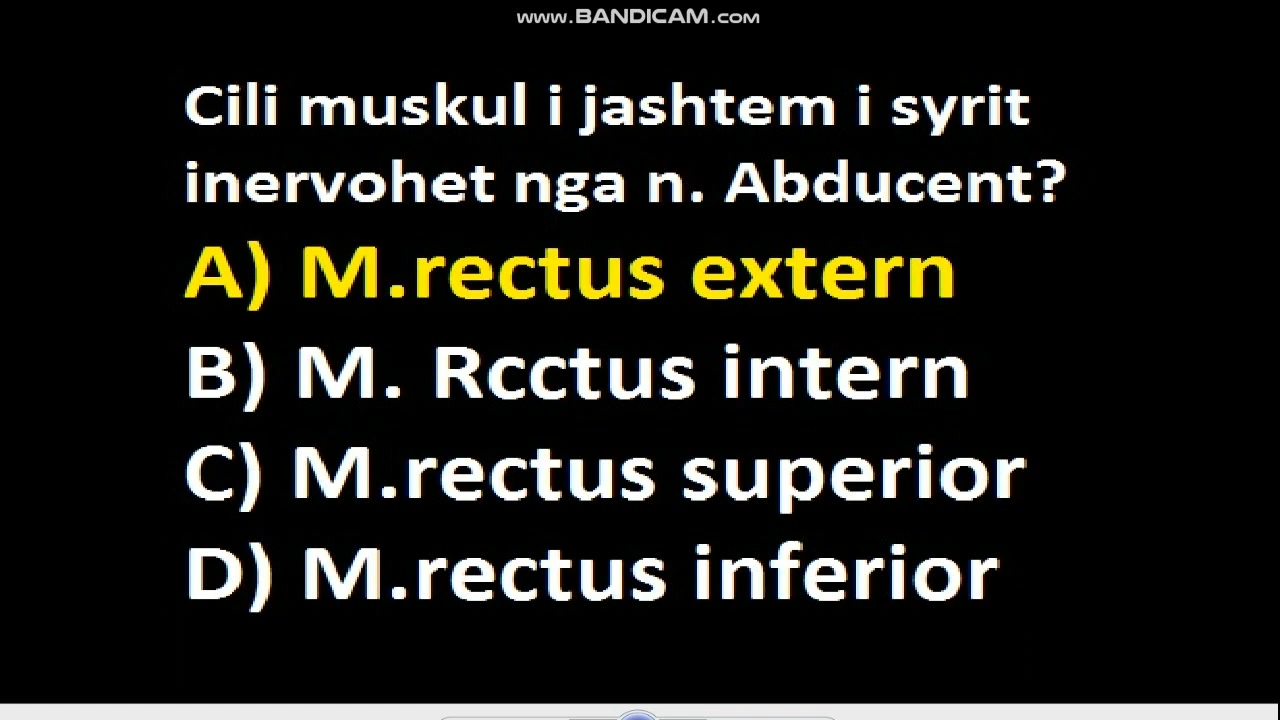 www.BANDICAM.com
Cili muskul i jashtem i syrit
inervohet nga n. Abducent?
A) M.rectus extern
B) M. Rcctus intern
C) M.rectus superior
D) M.rectus inferior